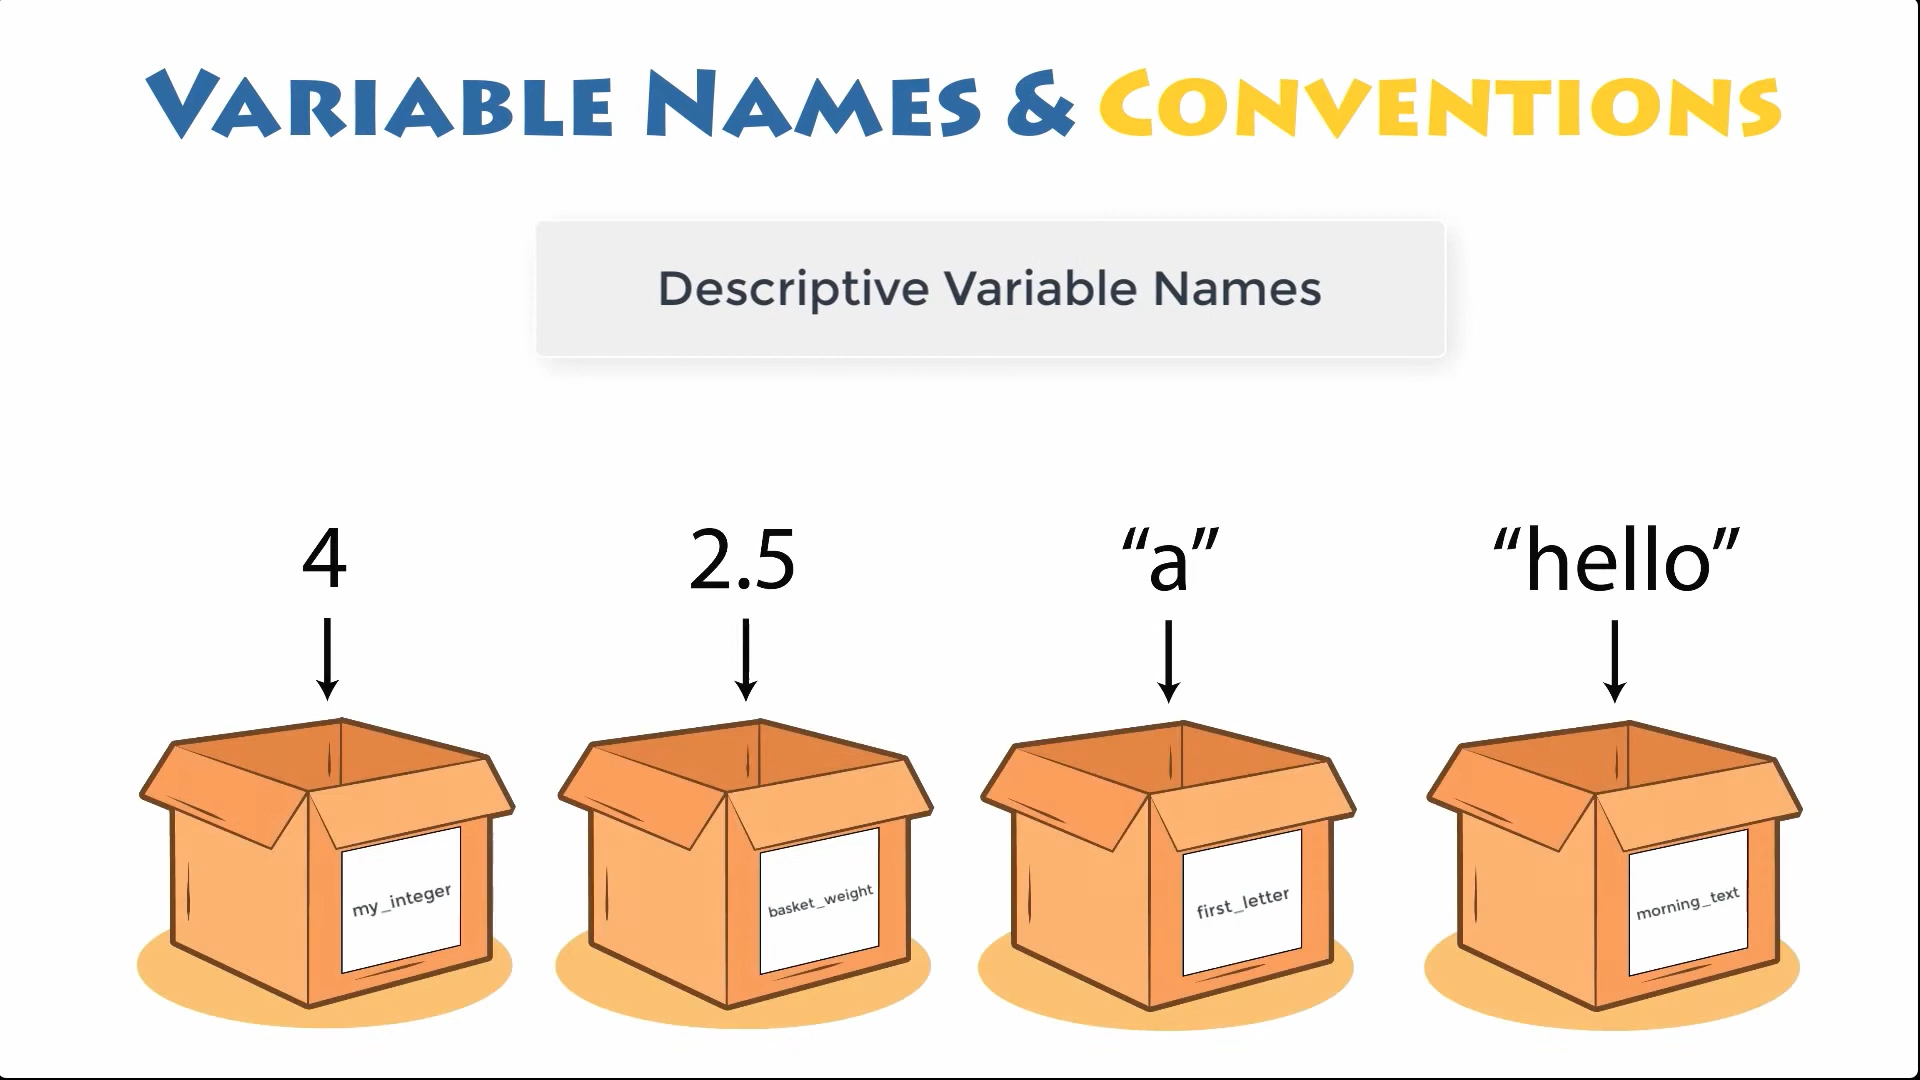 VARIABLE NAMES & CONVENTIONS
Descriptive Variable Names
4
2.5
“a”
“hello”
my_integer
basket_weight
first_letter
morning_text